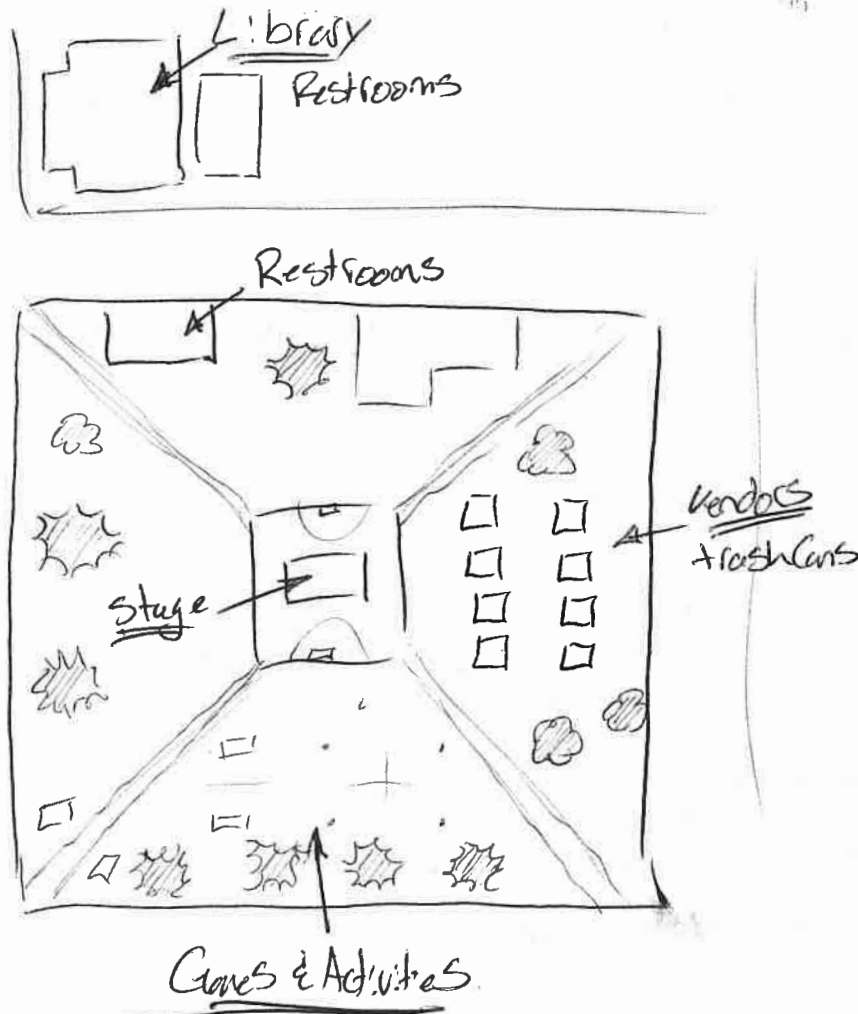 Library
Restrooms
Restrooms
Vendors
trashCans
Stage
Games & Activities